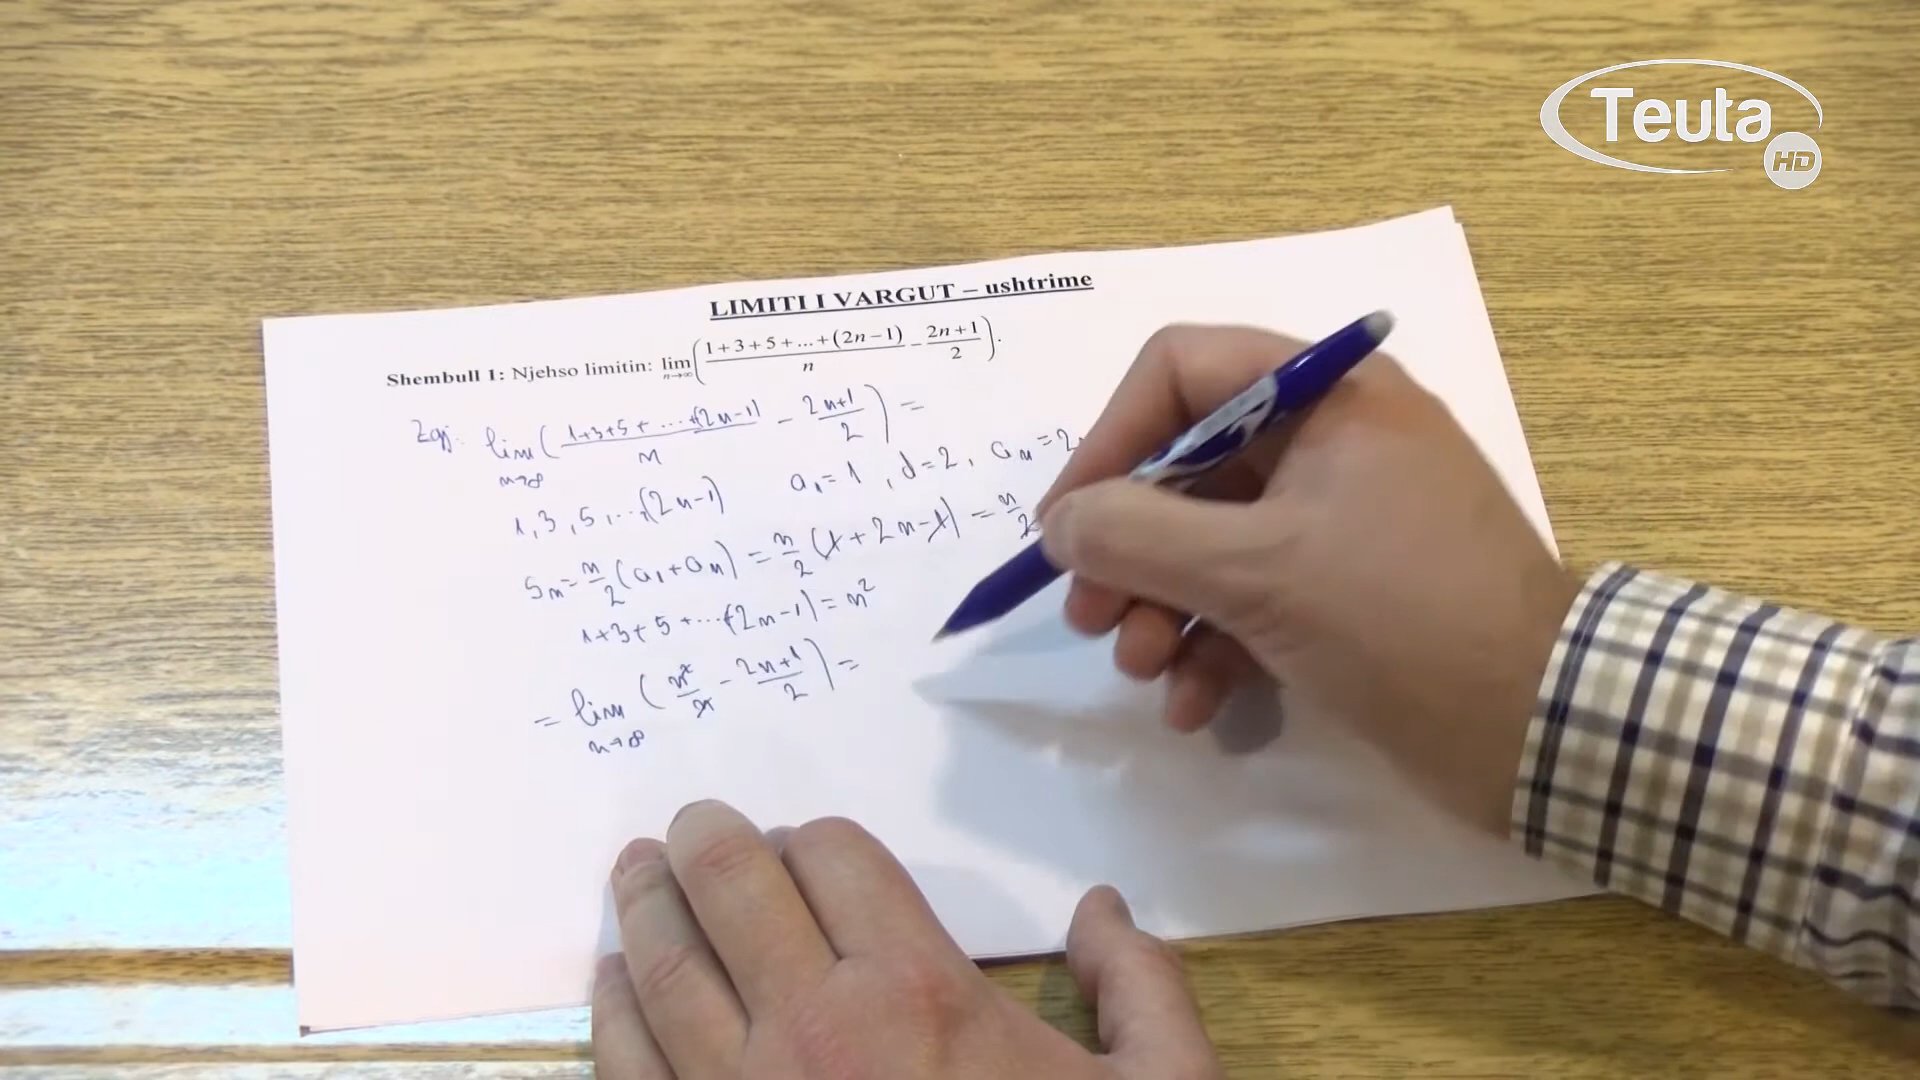 Teuta
HD
LIMITI I VARGUT – ushtrime
Shembull 1: Njehso limitin: lim n→∞ ( (1+3+5+...+(2n−1))/n − (2n+1)/2 ).
Zgj: lim n→∞ ( (1+3+5+...+(2n-1))/n - (2n+1)/2 ) =
1, 3, 5, ..., (2n-1) a₁=1, d=2, aₙ=2
Sₙ = n/2 (a₁+aₙ) = n/2 (1+2n-1) = n/2
1+3+5+...+(2n-1) = n²
= lim n→∞ ( n²/n - (2n+1)/2 ) =